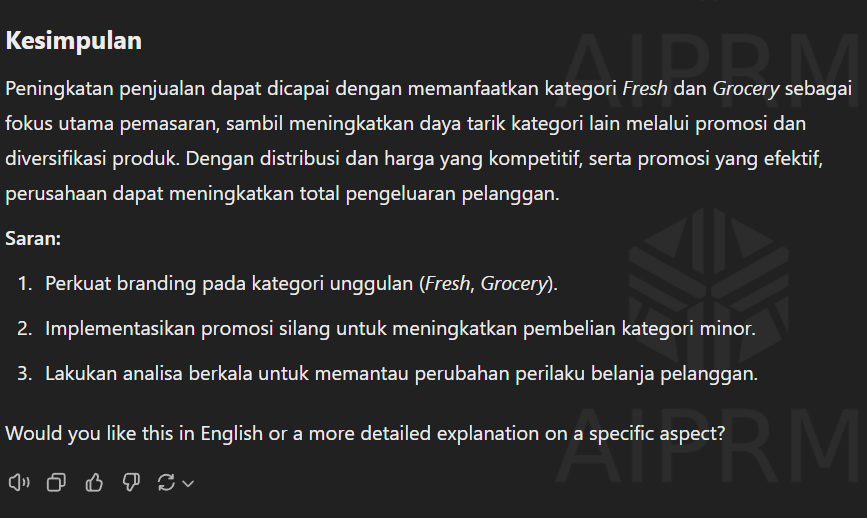 AIPRM
Kesimpulan
Peningkatan penjualan dapat dicapai dengan memanfaatkan kategori Fresh dan Grocery sebagai
fokus utama pemasaran, sambil meningkatkan daya tarik kategori lain melalui promosi dan
diversifikasi produk. Dengan distribusi dan harga yang kompetitif, serta promosi yang efektif,
perusahaan dapat meningkatkan total pengeluaran pelanggan.
Saran:
1. Perkuat branding pada kategori unggulan (Fresh, Grocery).
2. Implementasikan promosi silang untuk meningkatkan pembelian kategori minor.
3. Lakukan analisa berkala untuk memantau perubahan perilaku belanja pelanggan.
Would you like this in English or a more detailed explanation on a specific aspect?
AIPRM